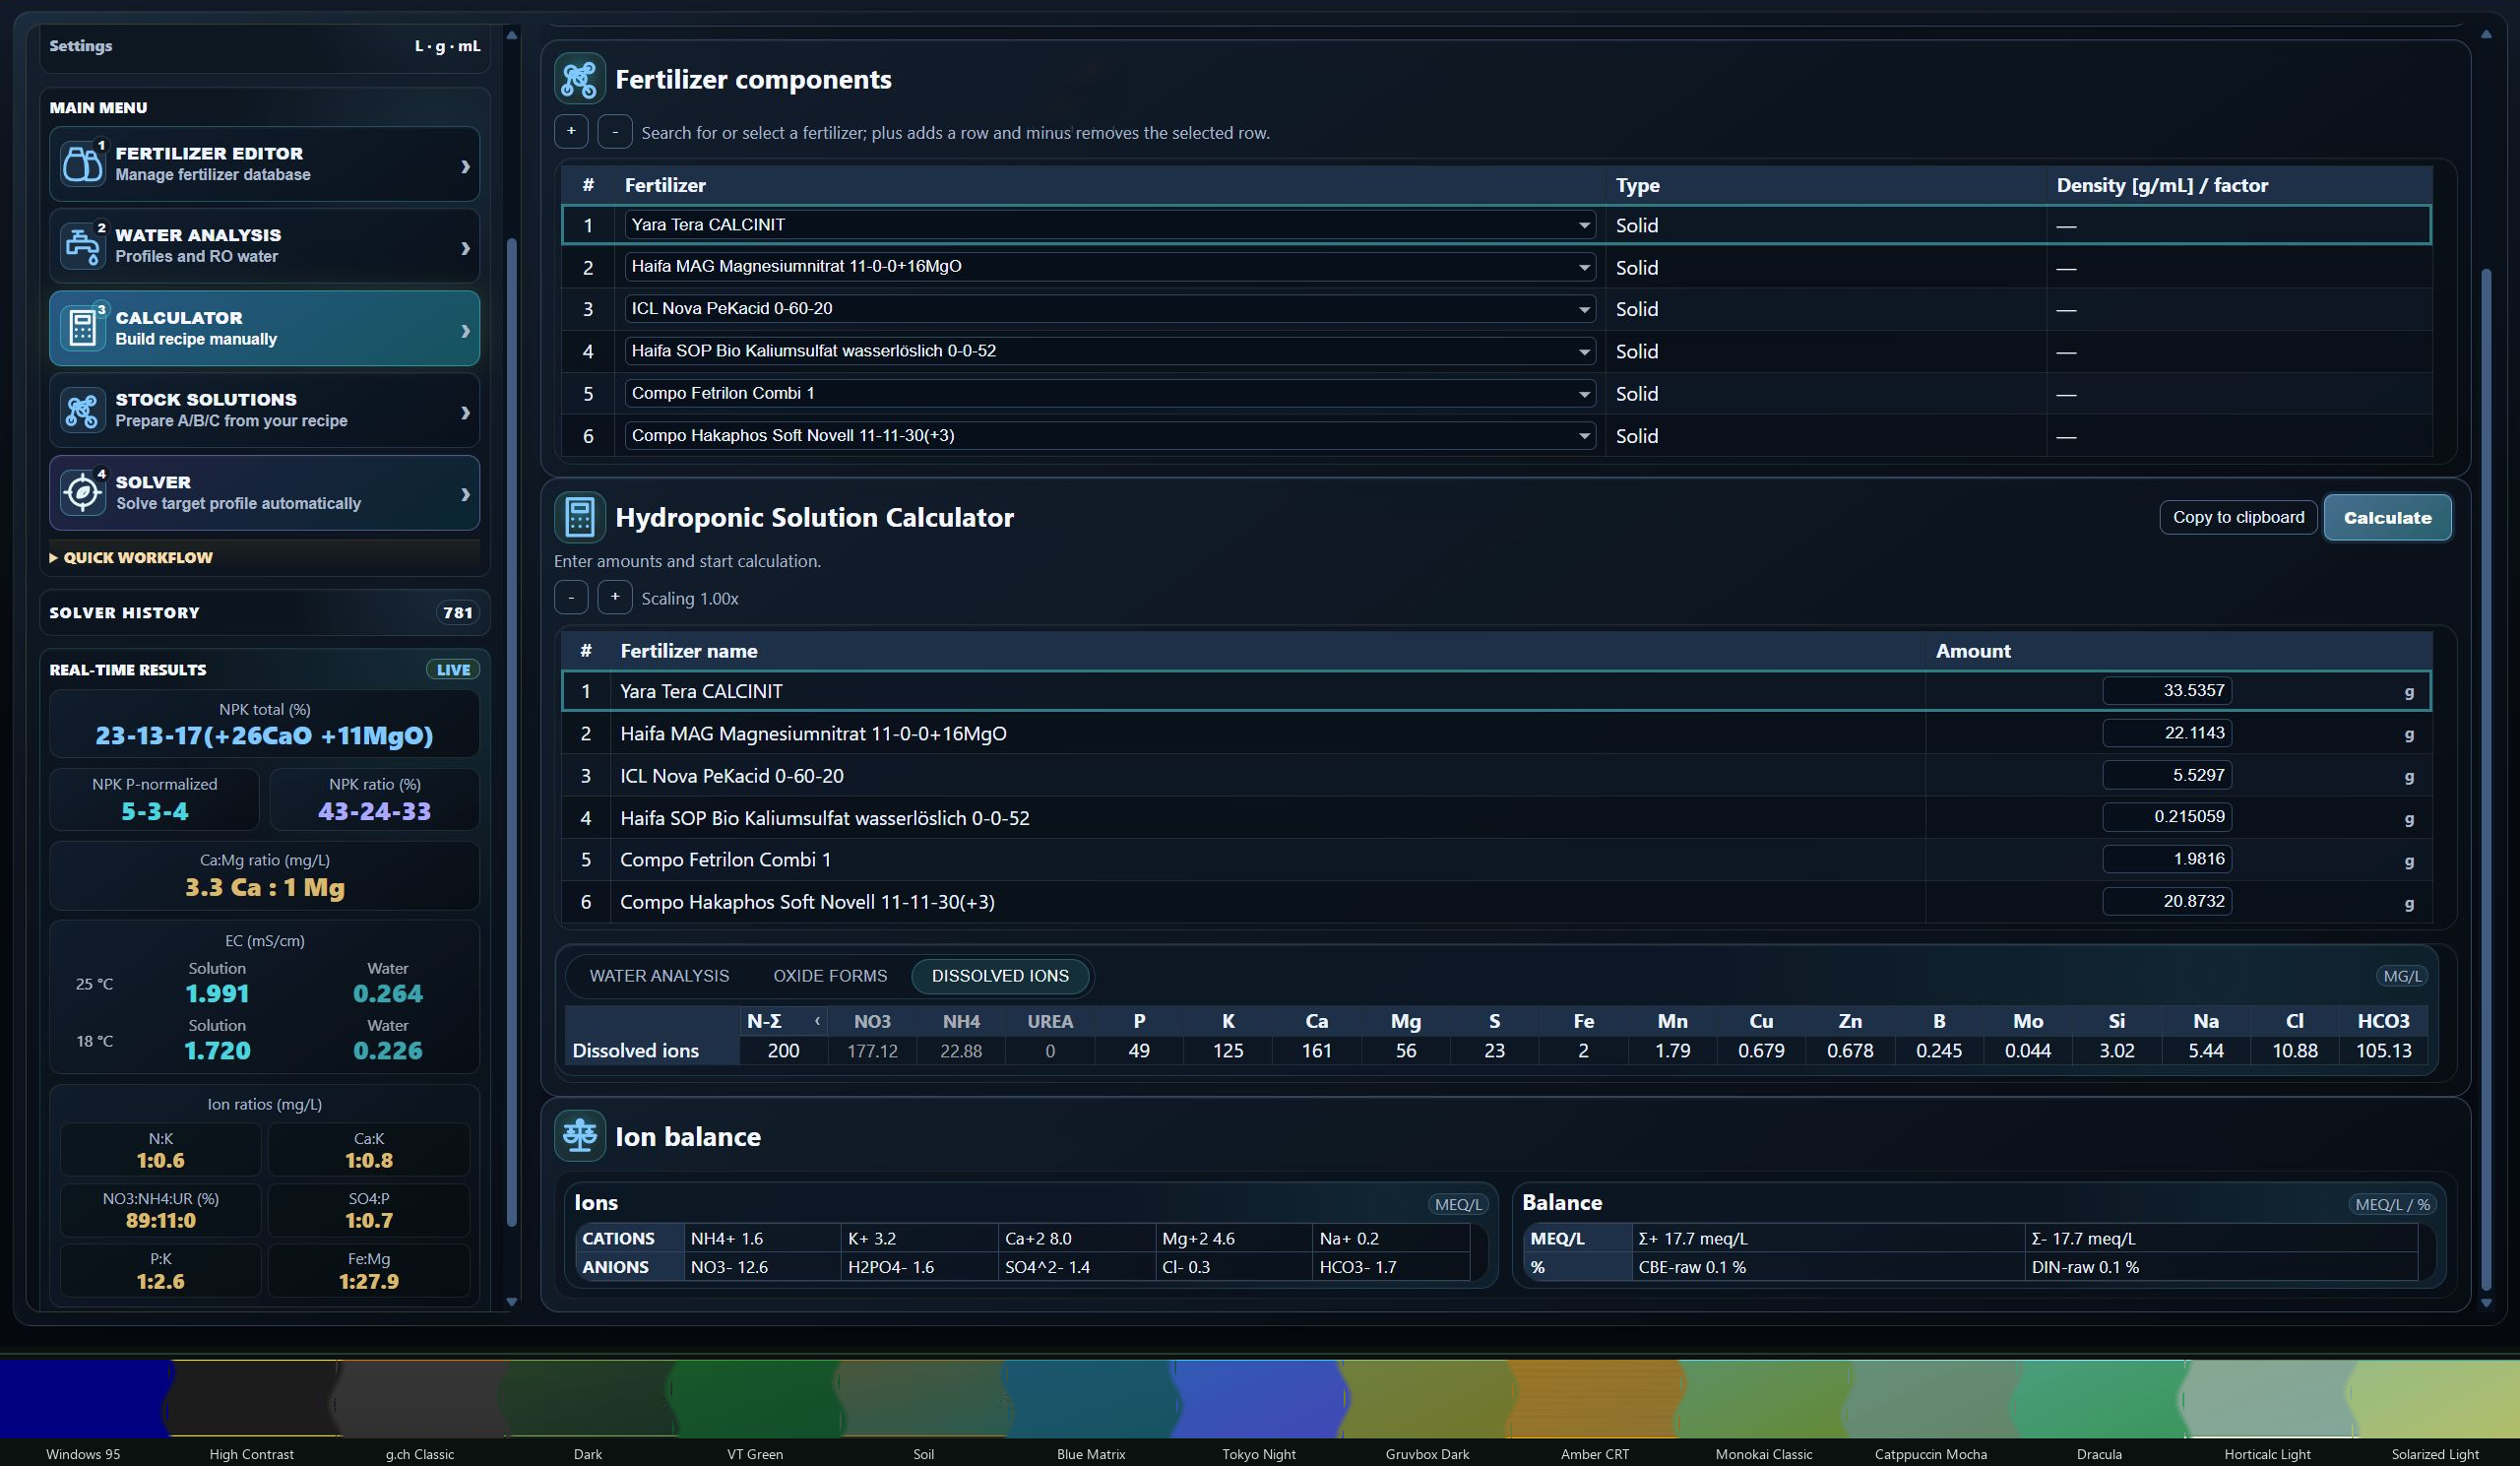 Settings L · g · mL
MAIN MENU
1
FERTILIZER EDITOR
Manage fertilizer database
2
WATER ANALYSIS
Profiles and RO water
3
CALCULATOR
Build recipe manually
STOCK SOLUTIONS
Prepare A/B/C from your recipe
4
SOLVER
Solve target profile automatically
QUICK WORKFLOW
SOLVER HISTORY 781
REAL-TIME RESULTS LIVE
NPK total (%)
23-13-17(+26CaO +11MgO)
NPK P-normalized NPK ratio (%)
5-3-4 43-24-33
Ca:Mg ratio (mg/L)
3.3 Ca : 1 Mg
EC (mS/cm)
Solution Water
25 °C 1.991 0.264
Solution Water
18 °C 1.720 0.226
Ion ratios (mg/L)
N:K Ca:K
1:0.6 1:0.8
NO3:NH4:UR (%) SO4:P
89:11:0 1:0.7
P:K Fe:Mg
1:2.6 1:27.9
Fertilizer components
+ - Search for or select a fertilizer; plus adds a row and minus removes the selected row.
# Fertilizer Type Density [g/mL] / factor
1 Yara Tera CALCINIT Solid —
2 Haifa MAG Magnesiumnitrat 11-0-0+16MgO Solid —
3 ICL Nova PeKacid 0-60-20 Solid —
4 Haifa SOP Bio Kaliumsulfat wasserlöslich 0-0-52 Solid —
5 Compo Fetrilon Combi 1 Solid —
6 Compo Hakaphos Soft Novell 11-11-30(+3) Solid —
Hydroponic Solution Calculator Copy to clipboard Calculate
Enter amounts and start calculation.
- + Scaling 1.00x
# Fertilizer name Amount
1 Yara Tera CALCINIT 33.5357 g
2 Haifa MAG Magnesiumnitrat 11-0-0+16MgO 22.1143 g
3 ICL Nova PeKacid 0-60-20 5.5297 g
4 Haifa SOP Bio Kaliumsulfat wasserlöslich 0-0-52 0.215059 g
5 Compo Fetrilon Combi 1 1.9816 g
6 Compo Hakaphos Soft Novell 11-11-30(+3) 20.8732 g
WATER ANALYSIS OXIDE FORMS DISSOLVED IONS MG/L
N-Σ ‹ NO3 NH4 UREA P K Ca Mg S Fe Mn Cu Zn B Mo Si Na Cl HCO3
Dissolved ions 200 177.12 22.88 0 49 125 161 56 23 2 1.79 0.679 0.678 0.245 0.044 3.02 5.44 10.88 105.13
Ion balance
Ions MEQ/L
CATIONS NH4+ 1.6 K+ 3.2 Ca+2 8.0 Mg+2 4.6 Na+ 0.2
ANIONS NO3- 12.6 H2PO4- 1.6 SO4^2- 1.4 Cl- 0.3 HCO3- 1.7
Balance MEQ/L / %
MEQ/L Σ+ 17.7 meq/L Σ- 17.7 meq/L
% CBE-raw 0.1 % DIN-raw 0.1 %
Windows 95 High Contrast g.ch Classic Dark VT Green Soil Blue Matrix Tokyo Night Gruvbox Dark Amber CRT Monokai Classic Catppuccin Mocha Dracula Horticalc Light Solarized Light